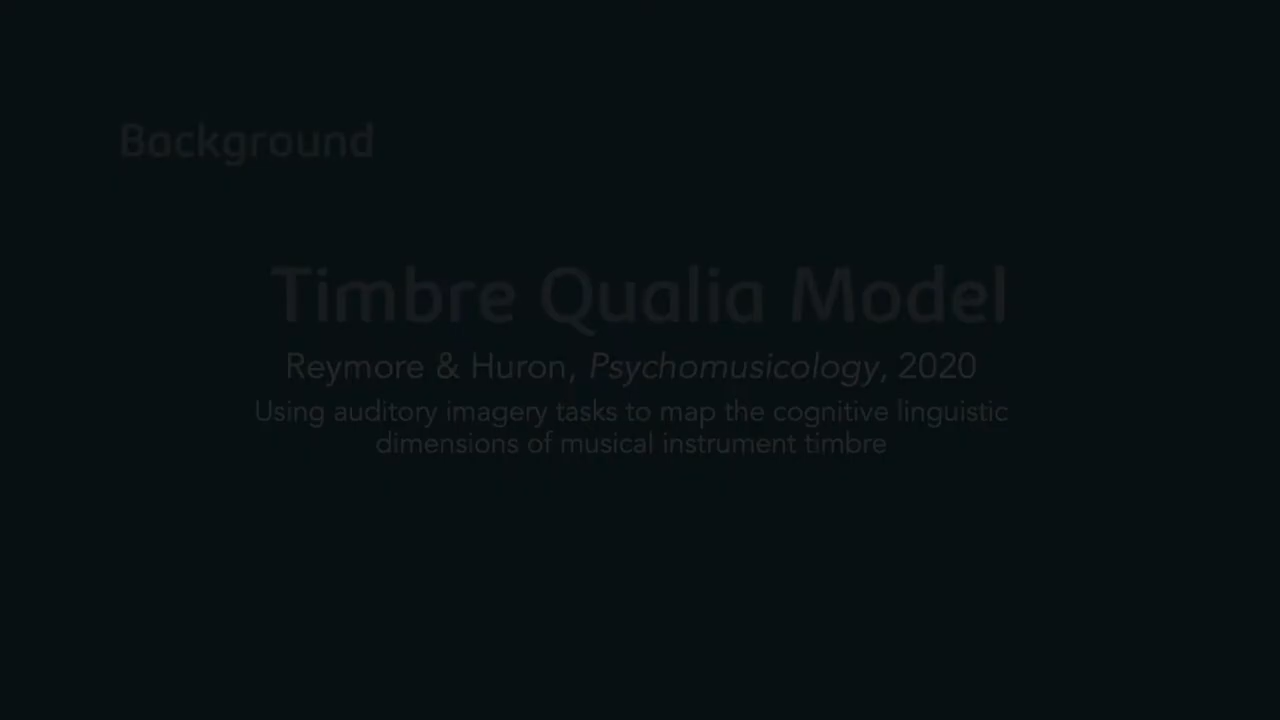 Background
Timbre Qualia Model
Reymore & Huron, Psychomusicology, 2020
Using auditory imagery tasks to map the cognitive linguistic
dimensions of musical instrument timbre